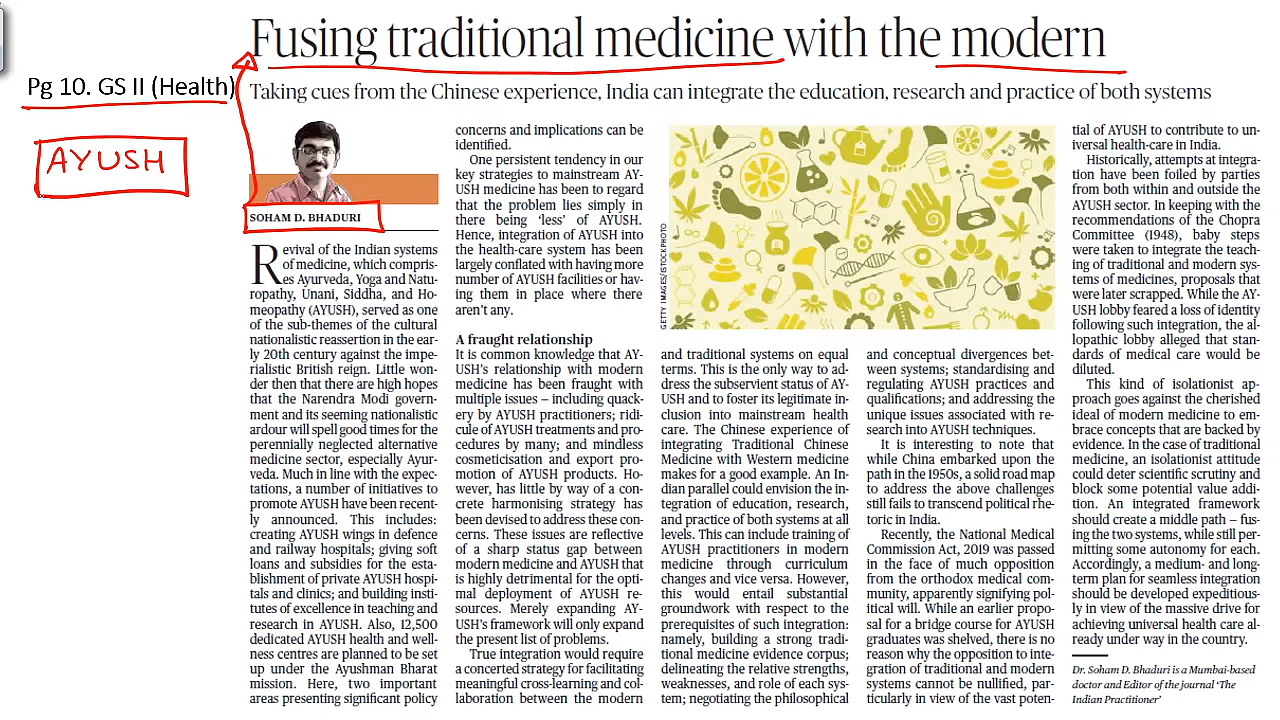 Fusing traditional medicine with the modern
Pg 10. GS II (Health)
Taking cues from the Chinese experience, India can integrate the education, research and practice of both systems
AYUSH
SOHAM D. BHADURI
Revival of the Indian systems
of medicine, which compris-
es Ayurveda, Yoga and Natu-
ropathy, Unani, Siddha, and Ho-
meopathy (AYUSH), served as one
of the sub-themes of the cultural
nationalistic reassertion in the ear-
ly 20th century against the impe-
rialistic British reign. Little won-
der then that there are high hopes
that the Narendra Modi govern-
ment and its seeming nationalistic
ardour will spell good times for the
perennially neglected alternative
medicine sector, especially Ayur-
veda. Much in line with the expec-
tations, a number of initiatives to
promote AYUSH have been recent-
ly announced. This includes:
creating AYUSH wings in defence
and railway hospitals; giving soft
loans and subsidies for the esta-
blishment of private AYUSH hospi-
tals and clinics; and building insti-
tutes of excellence in teaching and
research in AYUSH. Also, 12,500
dedicated AYUSH health and well-
ness centres are planned to be set
up under the Ayushman Bharat
mission. Here, two important
areas presenting significant policy
concerns and implications can be
identified.
One persistent tendency in our
key strategies to mainstream AY-
USH medicine has been to regard
that the problem lies simply in
there being ‘less’ of AYUSH.
Hence, integration of AYUSH into
the health-care system has been
largely conflated with having more
number of AYUSH facilities or hav-
ing them in place where there
aren’t any.
A fraught relationship
It is common knowledge that AY-
USH’s relationship with modern
medicine has been fraught with
multiple issues – including quack-
ery by AYUSH practitioners; ridi-
cule of AYUSH treatments and pro-
cedures by many; and mindless
cosmeticisation and export pro-
motion of AYUSH products. Ho-
wever, has little by way of a con-
crete harmonising strategy has
been devised to address these con-
cerns. These issues are reflective
of a sharp status gap between
modern medicine and AYUSH that
is highly detrimental for the opti-
mal deployment of AYUSH re-
sources. Merely expanding AY-
USH’s framework will only expand
the present list of problems.
True integration would require
a concerted strategy for facilitating
meaningful cross-learning and col-
laboration between the modern
GETTY IMAGES/ISTOCKPHOTO
and traditional systems on equal
terms. This is the only way to ad-
dress the subservient status of AY-
USH and to foster its legitimate in-
clusion into mainstream health
care. The Chinese experience of
integrating Traditional Chinese
Medicine with Western medicine
makes for a good example. An In-
dian parallel could envision the in-
tegration of education, research,
and practice of both systems at all
levels. This can include training of
AYUSH practitioners in modern
medicine through curriculum
changes and vice versa. However,
this would entail substantial
groundwork with respect to the
prerequisites of such integration:
namely, building a strong tradi-
tional medicine evidence corpus;
delineating the relative strengths,
weaknesses, and role of each sys-
tem; negotiating the philosophical
and conceptual divergences bet-
ween systems; standardising and
regulating AYUSH practices and
qualifications; and addressing the
unique issues associated with re-
search into AYUSH techniques.
It is interesting to note that
while China embarked upon the
path in the 1950s, a solid road map
to address the above challenges
still fails to transcend political rhe-
toric in India.
Recently, the National Medical
Commission Act, 2019 was passed
in the face of much opposition
from the orthodox medical com-
munity, apparently signifying pol-
itical will. While an earlier propo-
sal for a bridge course for AYUSH
graduates was shelved, there is no
reason why the opposition to inte-
gration of traditional and modern
systems cannot be nullified, par-
ticularly in view of the vast poten-
tial of AYUSH to contribute to un-
iversal health-care in India.
Historically, attempts at integra-
tion have been foiled by parties
from both within and outside the
AYUSH sector. In keeping with the
recommendations of the Chopra
Committee (1948), baby steps
were taken to integrate the teach-
ing of traditional and modern sys-
tems of medicines, proposals that
were later scrapped. While the AY-
USH lobby feared a loss of identity
following such integration, the al-
lopathic lobby alleged that stan-
dards of medical care would be
diluted.
This kind of isolationist ap-
proach goes against the cherished
ideal of modern medicine to em-
brace concepts that are backed by
evidence. In the case of traditional
medicine, an isolationist attitude
could deter scientific scrutiny and
block some potential value addi-
tion. An integrated framework
should create a middle path – fus-
ing the two systems, while still per-
mitting some autonomy for each.
Accordingly, a medium- and long-
term plan for seamless integration
should be developed expeditious-
ly in view of the massive drive for
achieving universal health care al-
ready under way in the country.
Dr. Soham D. Bhaduri is a Mumbai-based
doctor and Editor of the journal ‘The
Indian Practitioner’